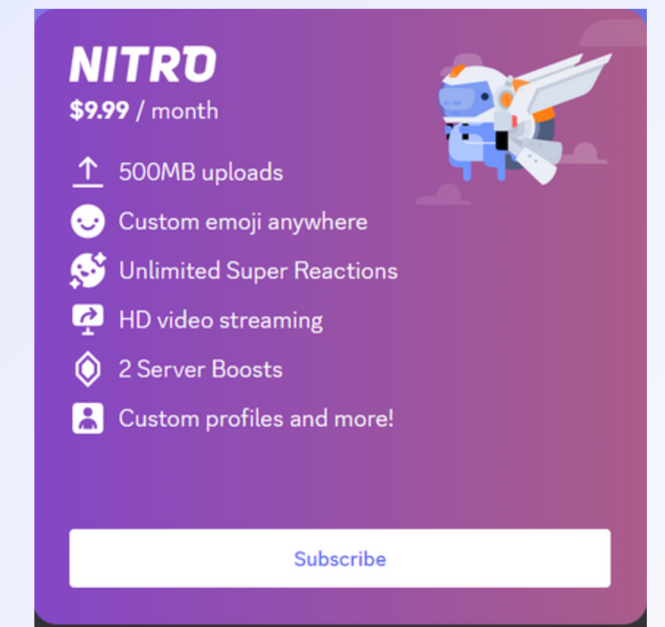 NITRO
$9.99 / month
500MB uploads
Custom emoji anywhere
Unlimited Super Reactions
HD video streaming
2 Server Boosts
Custom profiles and more!
Subscribe